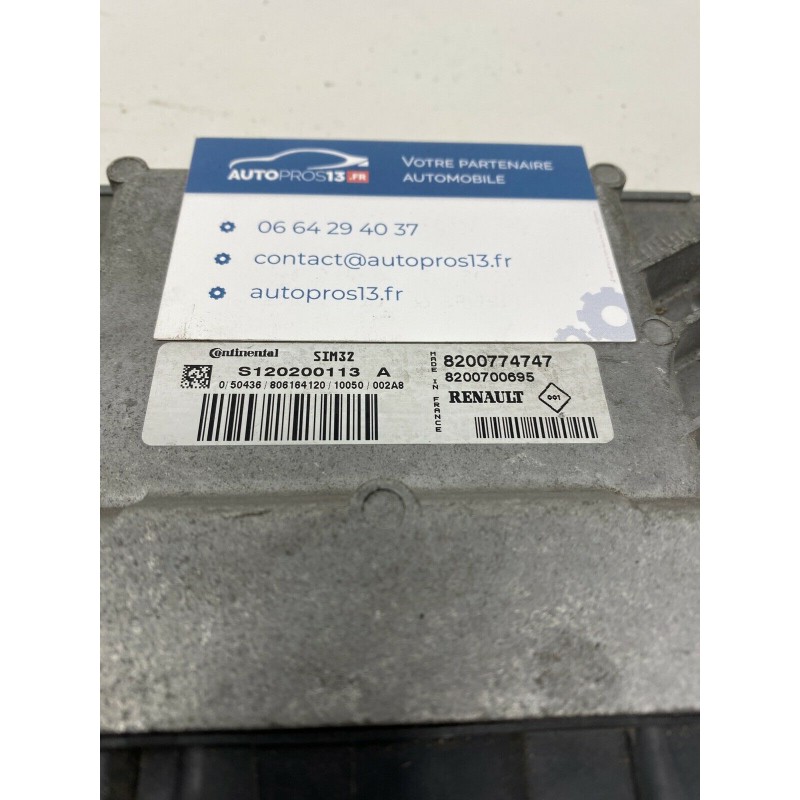 AUTOPROS13.FR
VOTRE PARTENAIRE
AUTOMOBILE
06 64 29 40 37
contact@autopros13.fr
autopros13.fr
Continental SIM32
S120200113 A
0/50436/806164120/10050/002A8
MADE IN FRANCE
8200774747
8200700695
RENAULT
001